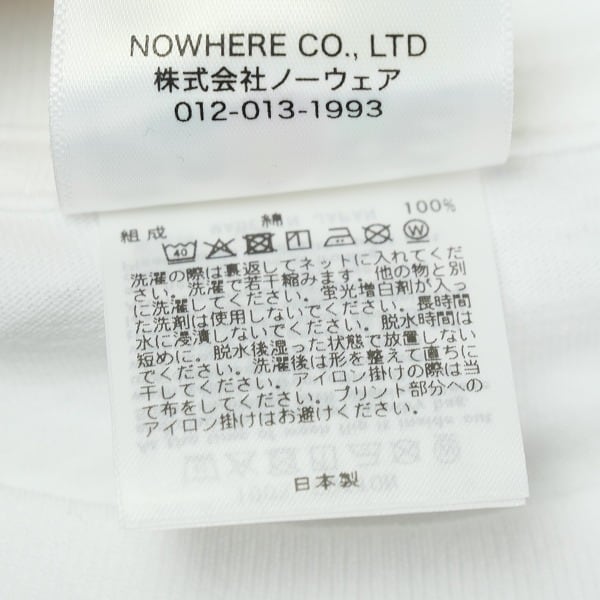 NOWHERE CO., LTD
株式会社ノーウェア
012-013-1993
組成 綿 100%
40
洗濯の際は裏返してネットに入れてくだ
さい。洗濯で若干縮みます。他の物と別
に洗濯してください。蛍光増白剤が入っ
た洗剤は使用しないでください。長時間
水に浸漬しないでください。脱水時間は
短めに。脱水後湿った状態で放置しない
でください。洗濯後は形を整えて直ちに
干してください。アイロン掛けの際は当
て布をしてください。プリント部分への
アイロン掛けはお避けください。
日本製